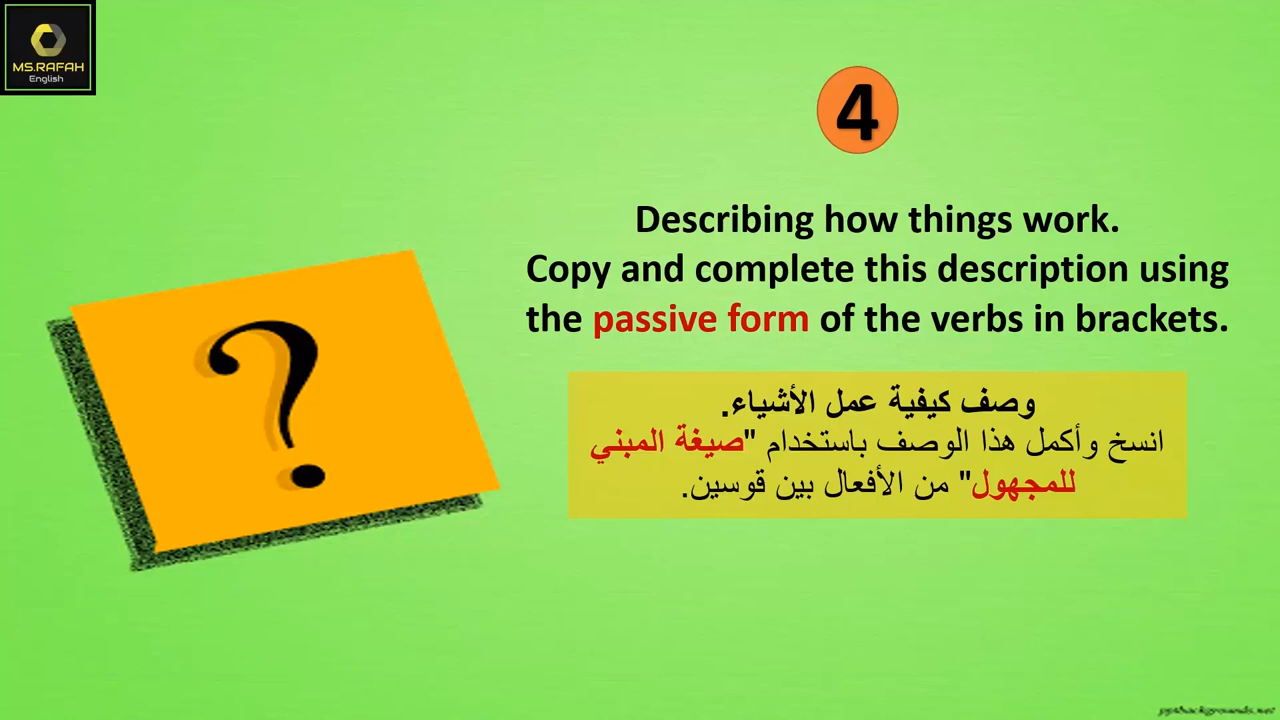 MS.RAFAH
English
4
Describing how things work.
Copy and complete this description using
the passive form of the verbs in brackets.
وصف كيفية عمل الأشياء.
انسخ وأكمل هذا الوصف باستخدام "صيغة المبني
للمجهول" من الأفعال بين قوسين.
?
pptbackgrounds.net